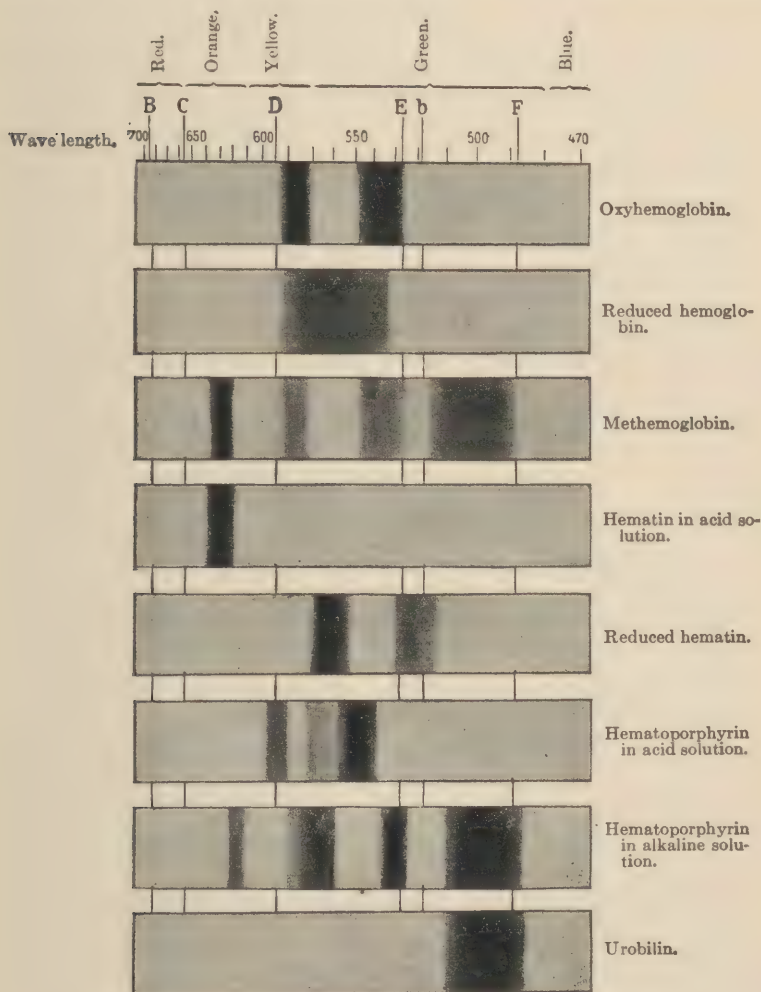 Red.
Orange,
Yellow.
Green.
Blue.
B C D E b F
Wave length. 700 650 600 550 500 470
Oxyhemoglobin.
Reduced hemoglo-
bin.
Methemoglobin.
Hematin in acid so-
lution.
Reduced hematin.
Hematoporphyrin
in acid solution.
Hematoporphyrin
in alkaline solu-
tion.
Urobilin.